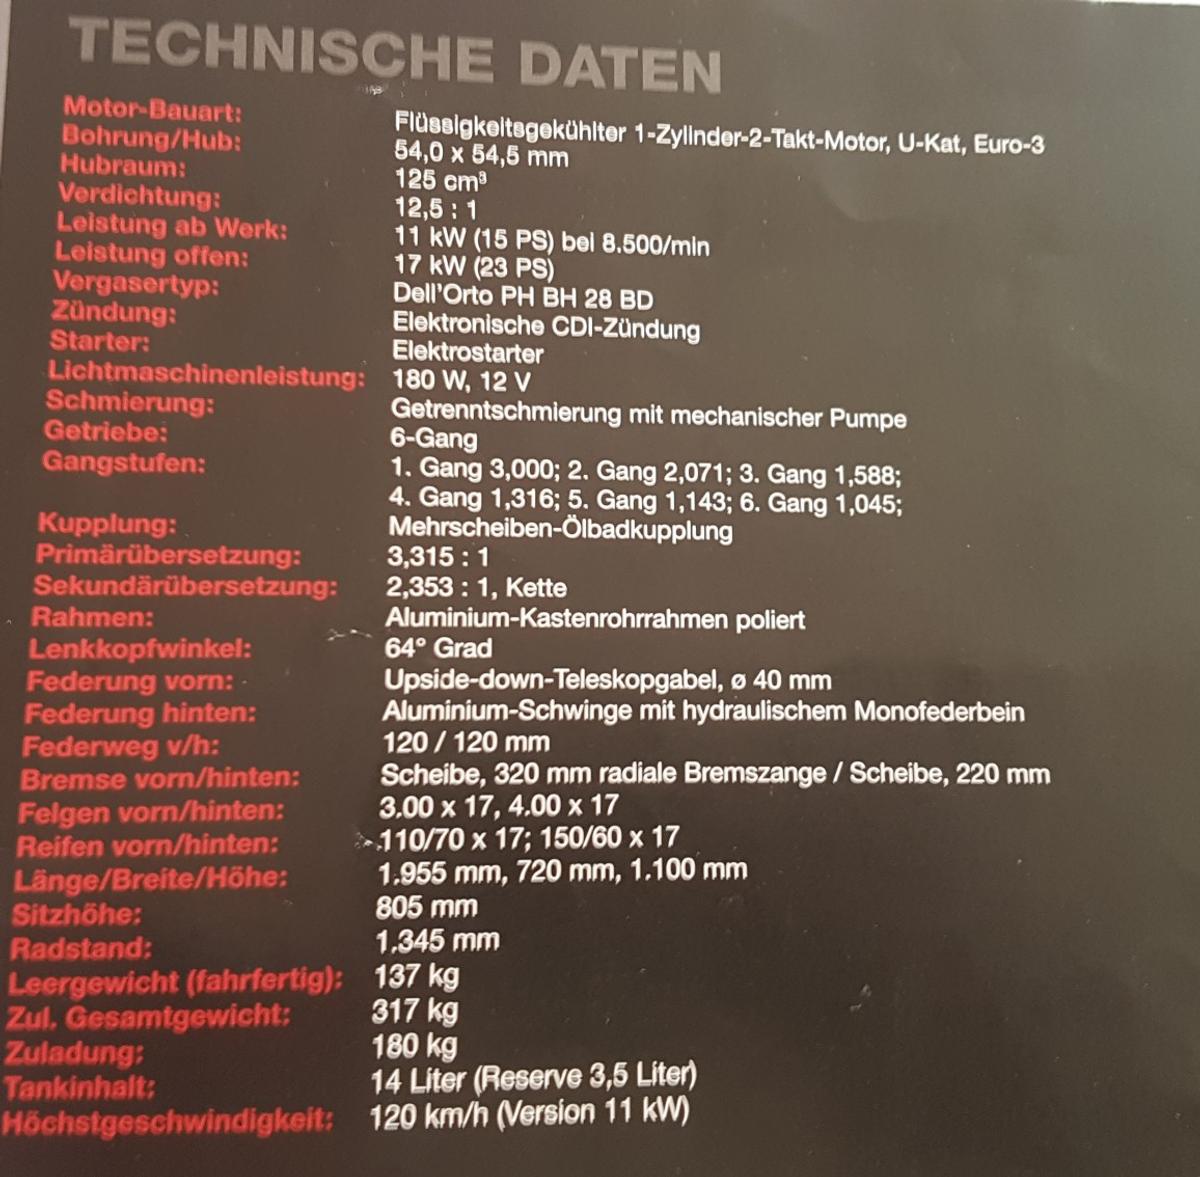 TECHNISCHE DATEN
Motor-Bauart: Flüssigkeitsgekühlter 1-Zylinder-2-Takt-Motor, U-Kat, Euro-3
Bohrung/Hub: 54,0 x 54,5 mm
Hubraum: 125 cm³
Verdichtung: 12,5 : 1
Leistung ab Werk: 11 kW (15 PS) bei 8.500/min
Leistung offen: 17 kW (23 PS)
Vergasertyp: Dell'Orto PH BH 28 BD
Zündung: Elektronische CDI-Zündung
Starter: Elektrostarter
Lichtmaschinenleistung: 180 W, 12 V
Schmierung: Getrenntschmierung mit mechanischer Pumpe
Getriebe: 6-Gang
Gangstufen: 1. Gang 3,000; 2. Gang 2,071; 3. Gang 1,588;
4. Gang 1,316; 5. Gang 1,143; 6. Gang 1,045;
Kupplung: Mehrscheiben-Ölbadkupplung
Primärübersetzung: 3,315 : 1
Sekundärübersetzung: 2,353 : 1, Kette
Rahmen: Aluminium-Kastenrohrrahmen poliert
Lenkkopfwinkel: 64° Grad
Federung vorn: Upside-down-Teleskopgabel, ø 40 mm
Federung hinten: Aluminium-Schwinge mit hydraulischem Monofederbein
Federweg v/h: 120 / 120 mm
Bremse vorn/hinten: Scheibe, 320 mm radiale Bremszange / Scheibe, 220 mm
Felgen vorn/hinten: 3.00 x 17, 4.00 x 17
Reifen vorn/hinten: 110/70 x 17; 150/60 x 17
Länge/Breite/Höhe: 1.955 mm, 720 mm, 1.100 mm
Sitzhöhe: 805 mm
Radstand: 1.345 mm
Leergewicht (fahrfertig): 137 kg
Zul. Gesamtgewicht: 317 kg
Zuladung: 180 kg
Tankinhalt: 14 Liter (Reserve 3,5 Liter)
Höchstgeschwindigkeit: 120 km/h (Version 11 kW)